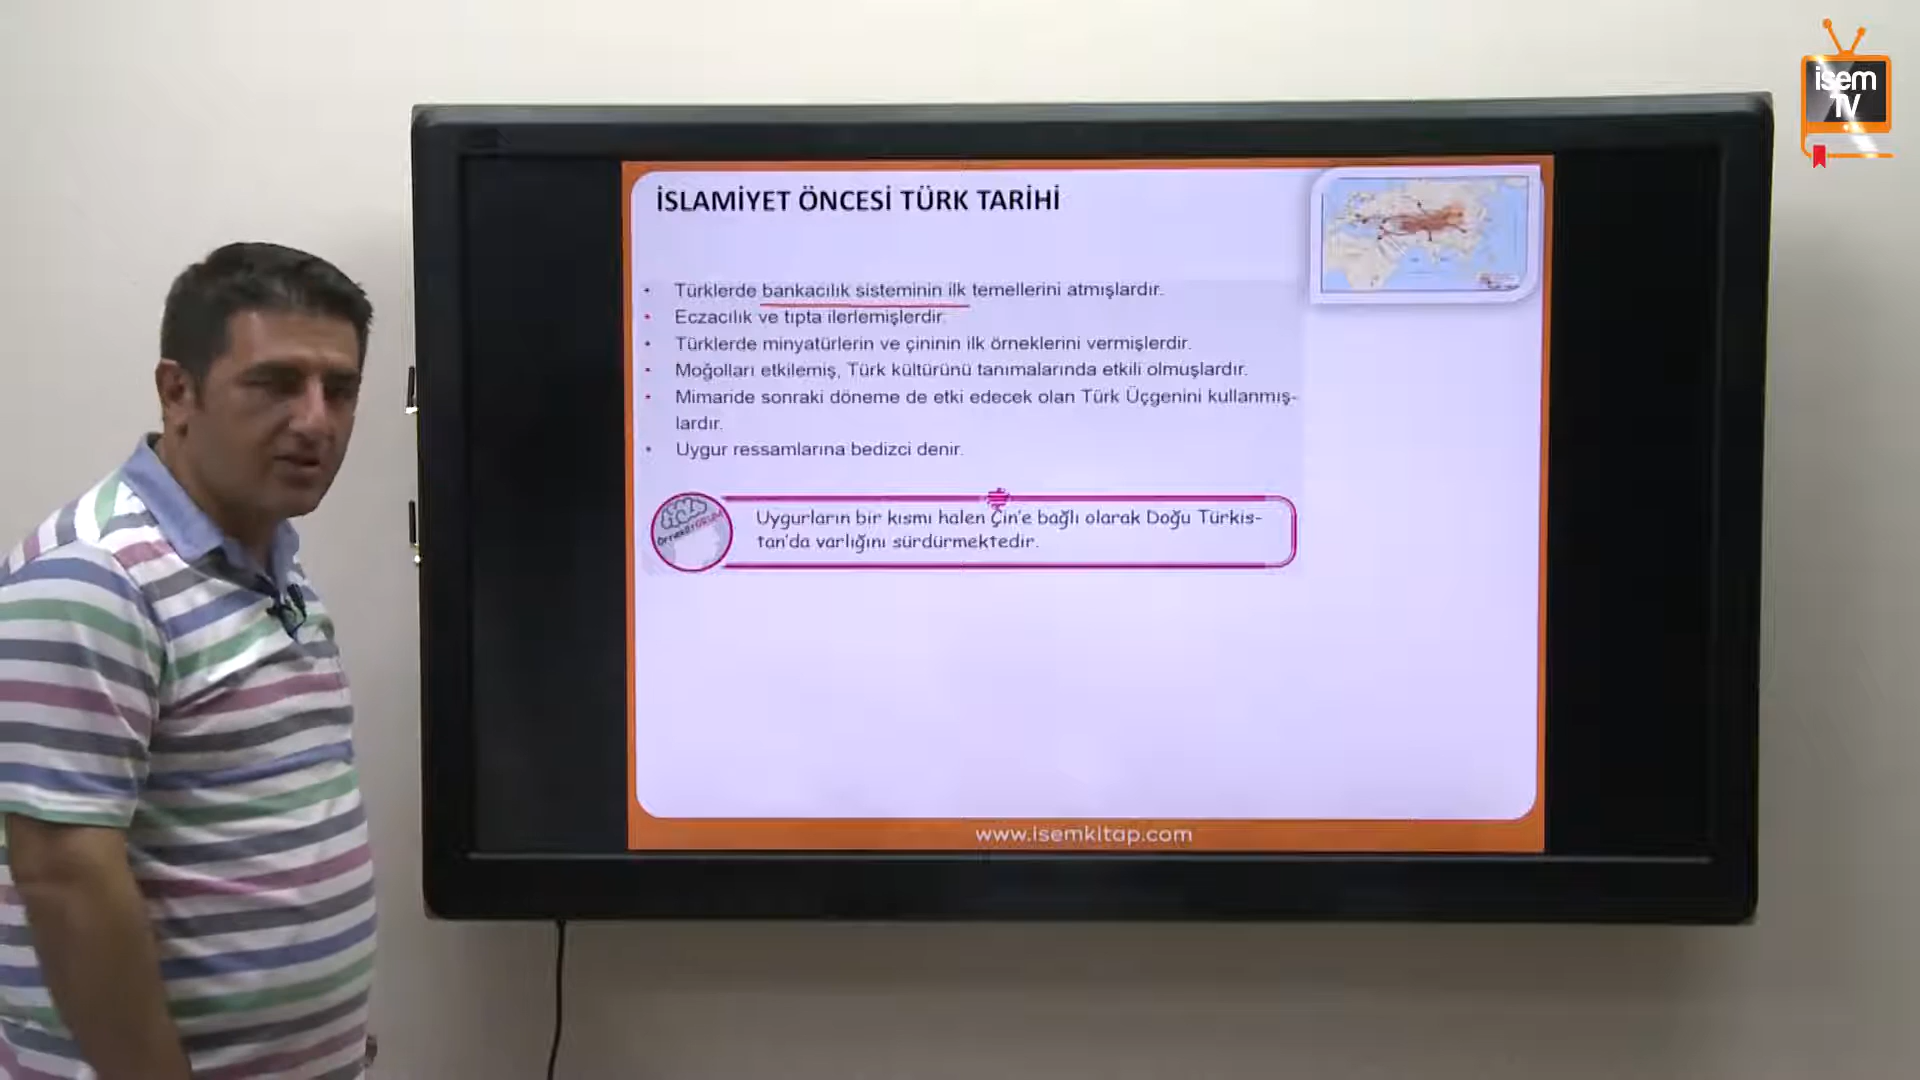 isem
TV
İSLAMİYET ÖNCESİ TÜRK TARİHİ
• Türklerde bankacılık sisteminin ilk temellerini atmışlardır.
• Eczacılık ve tıpta ilerlemişlerdir.
• Türklerde minyatürlerin ve çininin ilk örneklerini vermişlerdir.
• Moğolları etkilemiş, Türk kültürünü tanımalarında etkili olmuşlardır.
• Mimaride sonraki döneme de etki edecek olan Türk Üçgenini kullanmış-
lardır.
• Uygur ressamlarına bedizci denir.
Uygurların bir kısmı halen Çin'e bağlı olarak Doğu Türkis-
tan'da varlığını sürdürmektedir.
www.isemkitap.com